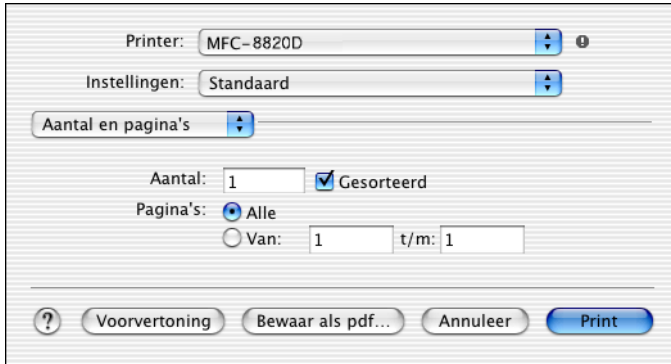 Printer: MFC-8820D
Instellingen: Standaard
Aantal en pagina's
Aantal: 1 Gesorteerd
Pagina's: Alle
Van: 1 t/m: 1
? Voorvertoning Bewaar als pdf... Annuleer Print